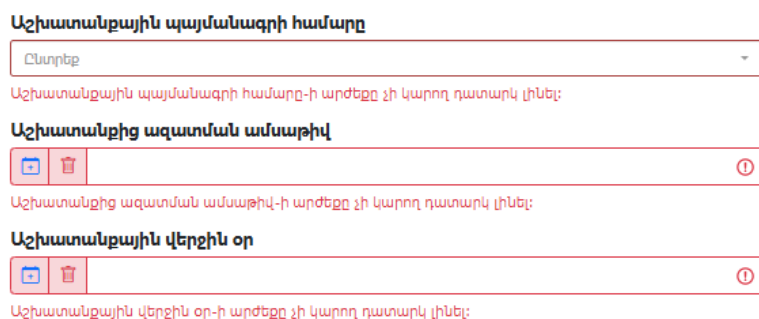 Աշխատանքային պայմանագրի համարը
Ընտրեք
Աշխատանքային պայմանագրի համարը-ի արժեքը չի կարող դատարկ լինել:
Աշխատանքից ազատման ամսաթիվ
Աշխատանքից ազատման ամսաթիվ-ի արժեքը չի կարող դատարկ լինել:
Աշխատանքային վերջին օր
Աշխատանքային վերջին օր-ի արժեքը չի կարող դատարկ լինել: